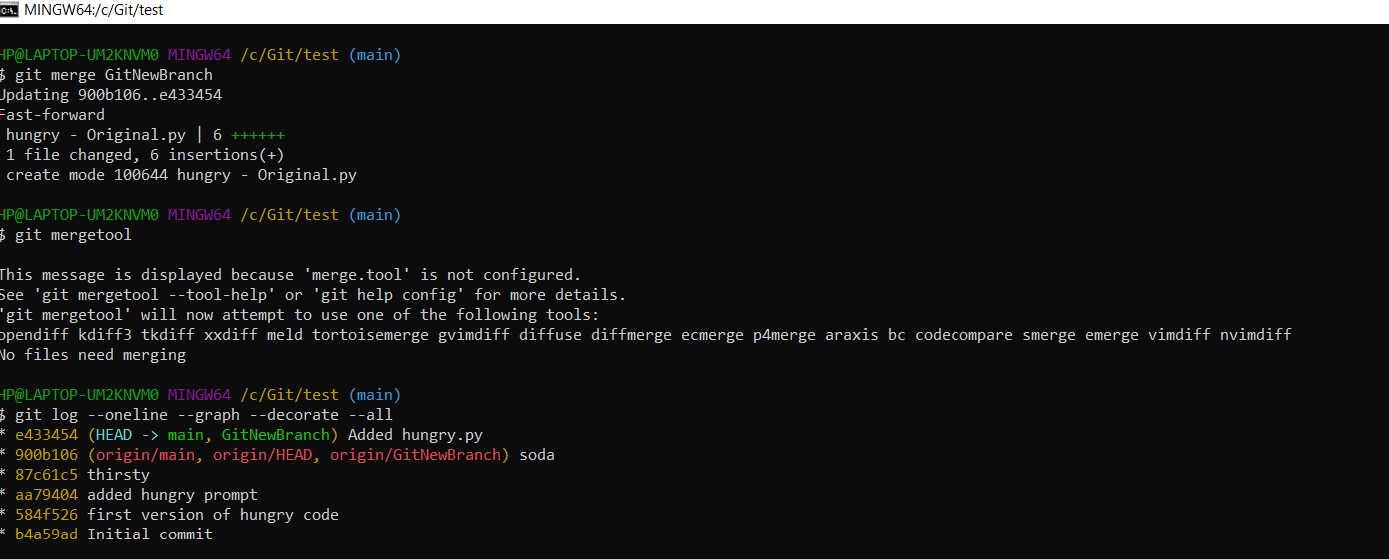 MINGW64:/c/Git/test
HP@LAPTOP-UM2KNVM0 MINGW64 /c/Git/test (main)
$ git merge GitNewBranch
Updating 900b106..e433454
Fast-forward
 hungry - Original.py | 6 ++++++
 1 file changed, 6 insertions(+)
 create mode 100644 hungry - Original.py
HP@LAPTOP-UM2KNVM0 MINGW64 /c/Git/test (main)
$ git mergetool
This message is displayed because 'merge.tool' is not configured.
See 'git mergetool --tool-help' or 'git help config' for more details.
'git mergetool' will now attempt to use one of the following tools:
opendiff kdiff3 tkdiff xxdiff meld tortoisemerge gvimdiff diffuse diffmerge ecmerge p4merge araxis bc codecompare smerge emerge vimdiff nvimdiff
No files need merging
HP@LAPTOP-UM2KNVM0 MINGW64 /c/Git/test (main)
$ git log --oneline --graph --decorate --all
* e433454 (HEAD -> main, GitNewBranch) Added hungry.py
* 900b106 (origin/main, origin/HEAD, origin/GitNewBranch) soda
* 87c61c5 thirsty
* aa79404 added hungry prompt
* 584f526 first version of hungry code
* b4a59ad Initial commit